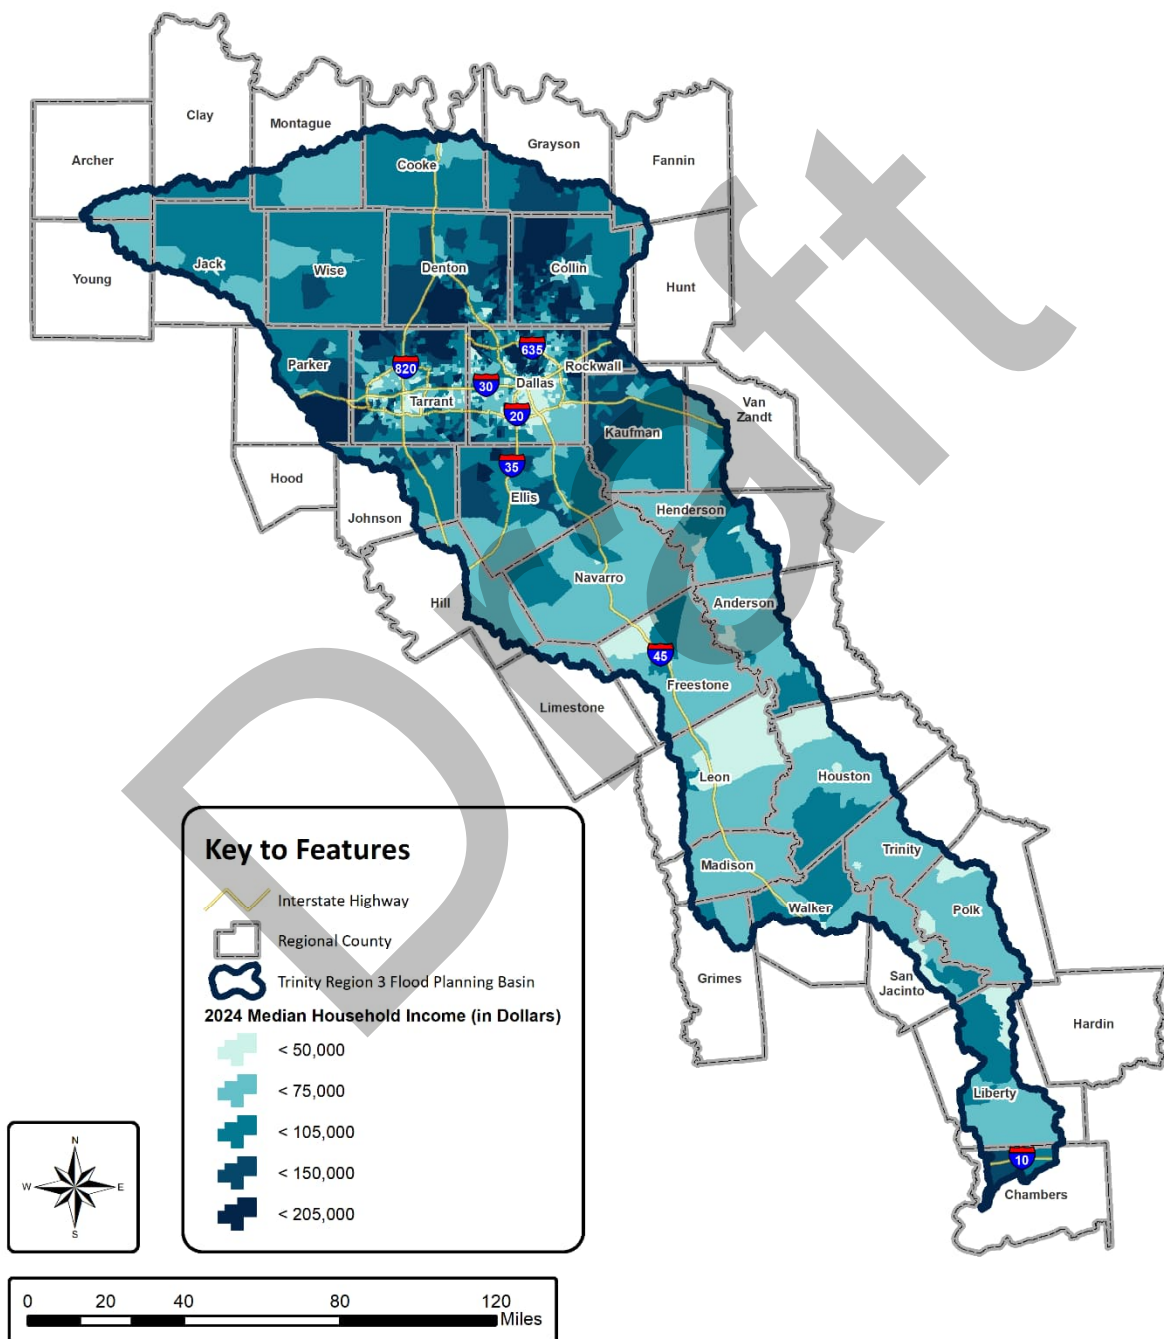 Clay
Montague
Grayson
Fannin
Archer
Cooke
Young
Jack
Wise
Denton
Collin
Hunt
Parker
820
Tarrant
30
635
Dallas
20
Rockwall
Van
Zandt
Kaufman
Hood
35
Ellis
Johnson
Henderson
Navarro
Hill
Anderson
45
Freestone
Limestone
Leon
Houston
Madison
Trinity
Walker
Polk
Grimes
San
Jacinto
Hardin
Liberty
10
Chambers
Draft
Key to Features
Interstate Highway
Regional County
Trinity Region 3 Flood Planning Basin
2024 Median Household Income (in Dollars)
< 50,000
< 75,000
< 105,000
< 150,000
< 205,000
N
W E
S
0 20 40 80 120
Miles